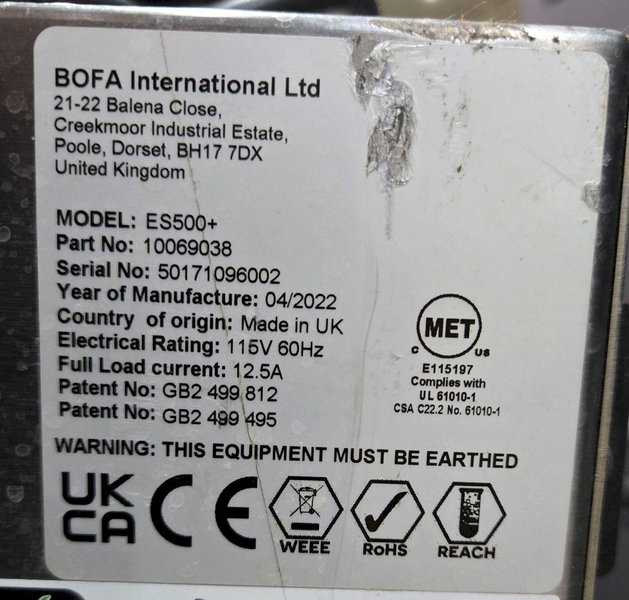 BOFA International Ltd
21-22 Balena Close,
Creekmoor Industrial Estate,
Poole, Dorset, BH17 7DX
United Kingdom
MODEL: ES500+
Part No: 10069038
Serial No: 50171096002
Year of Manufacture: 04/2022
Country of origin: Made in UK
Electrical Rating: 115V 60Hz
Full Load current: 12.5A
Patent No: GB2 499 812
Patent No: GB2 499 495
MET
C US
E115197
Complies with
UL 61010-1
CSA C22.2 No. 61010-1
WARNING: THIS EQUIPMENT MUST BE EARTHED
UK
CA
CE
WEEE
RoHS
REACH